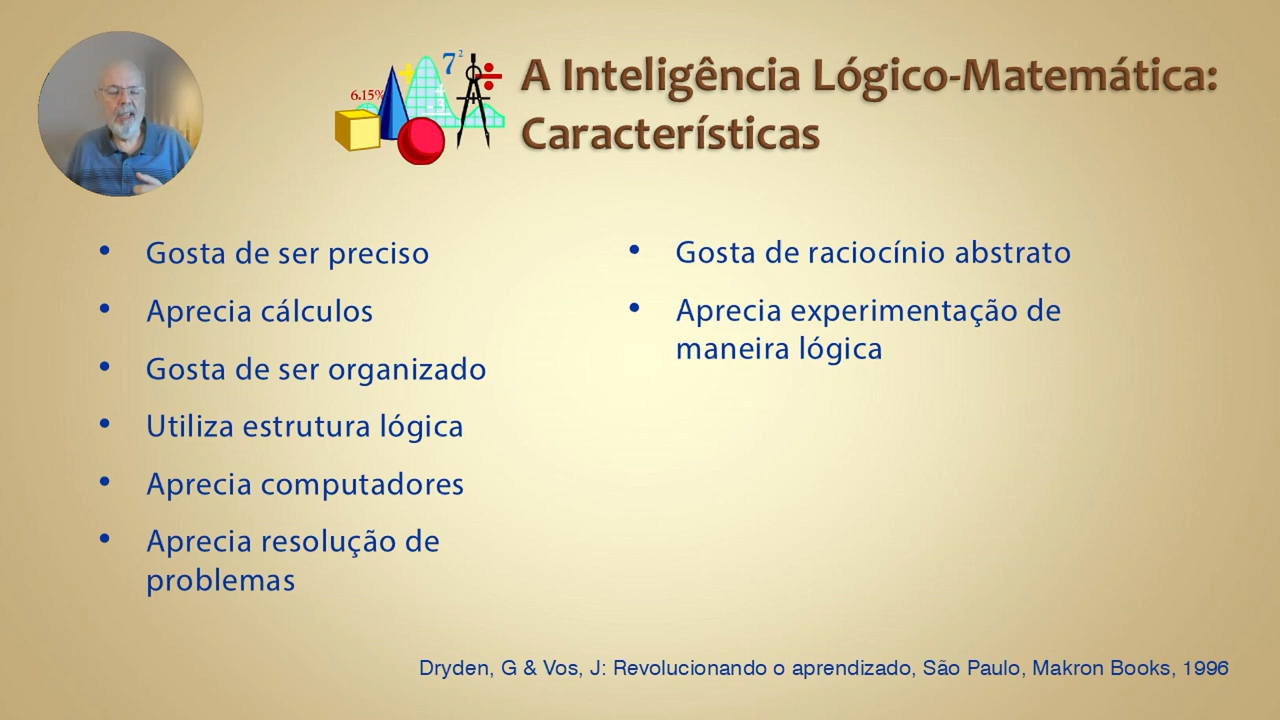 6.15%
7²
A Inteligência Lógico-Matemática:
Características
• Gosta de ser preciso
• Aprecia cálculos
• Gosta de ser organizado
• Utiliza estrutura lógica
• Aprecia computadores
• Aprecia resolução de
problemas
• Gosta de raciocínio abstrato
• Aprecia experimentação de
maneira lógica
Dryden, G & Vos, J: Revolucionando o aprendizado, São Paulo, Makron Books, 1996